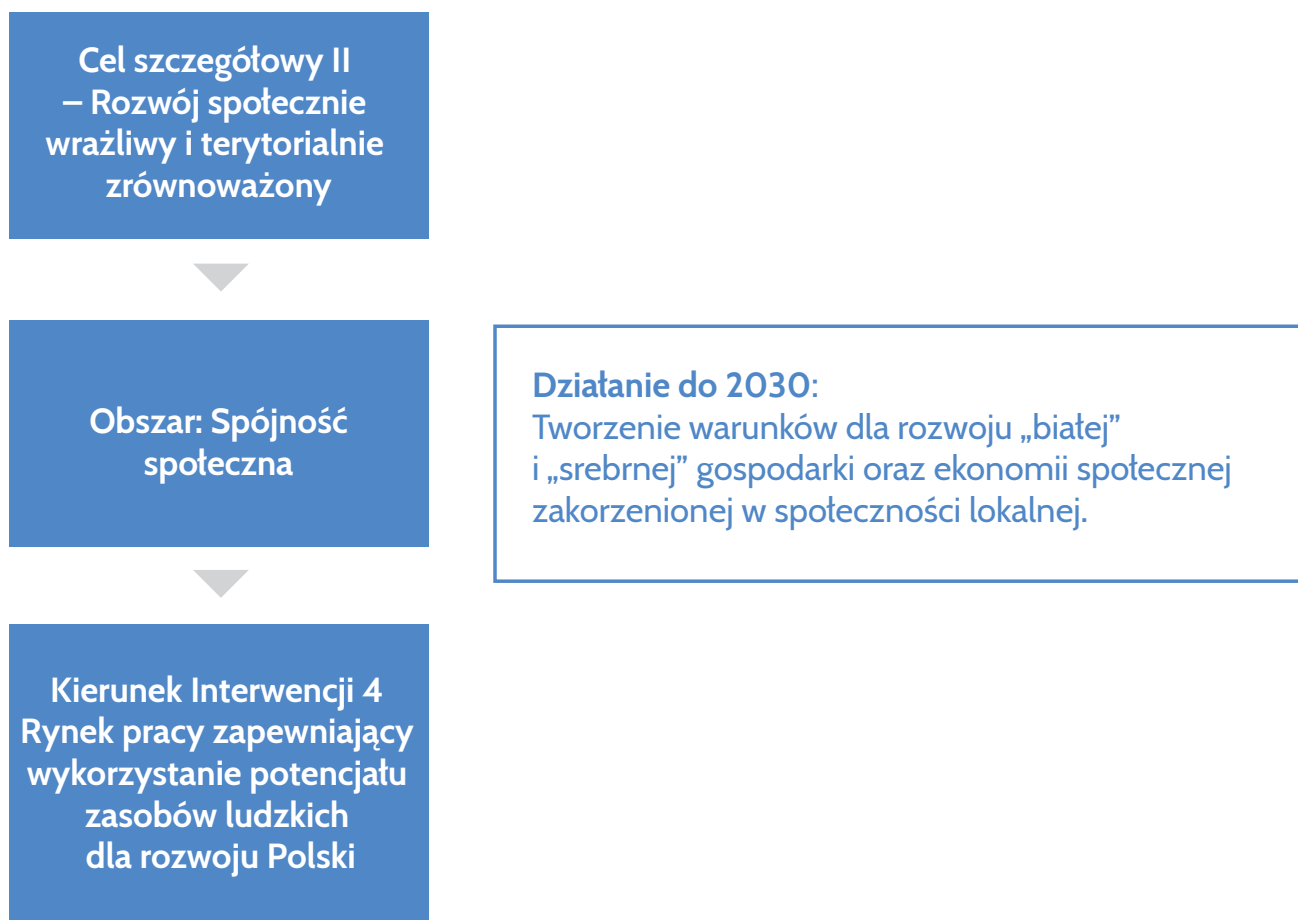 Cel szczegółowy II
– Rozwój społecznie
wrażliwy i terytorialnie
zrównoważony
Obszar: Spójność
społeczna
Działanie do 2030:
Tworzenie warunków dla rozwoju „białej”
i „srebrnej” gospodarki oraz ekonomii społecznej
zakorzenionej w społeczności lokalnej.
Kierunek Interwencji 4
Rynek pracy zapewniający
wykorzystanie potencjału
zasobów ludzkich
dla rozwoju Polski